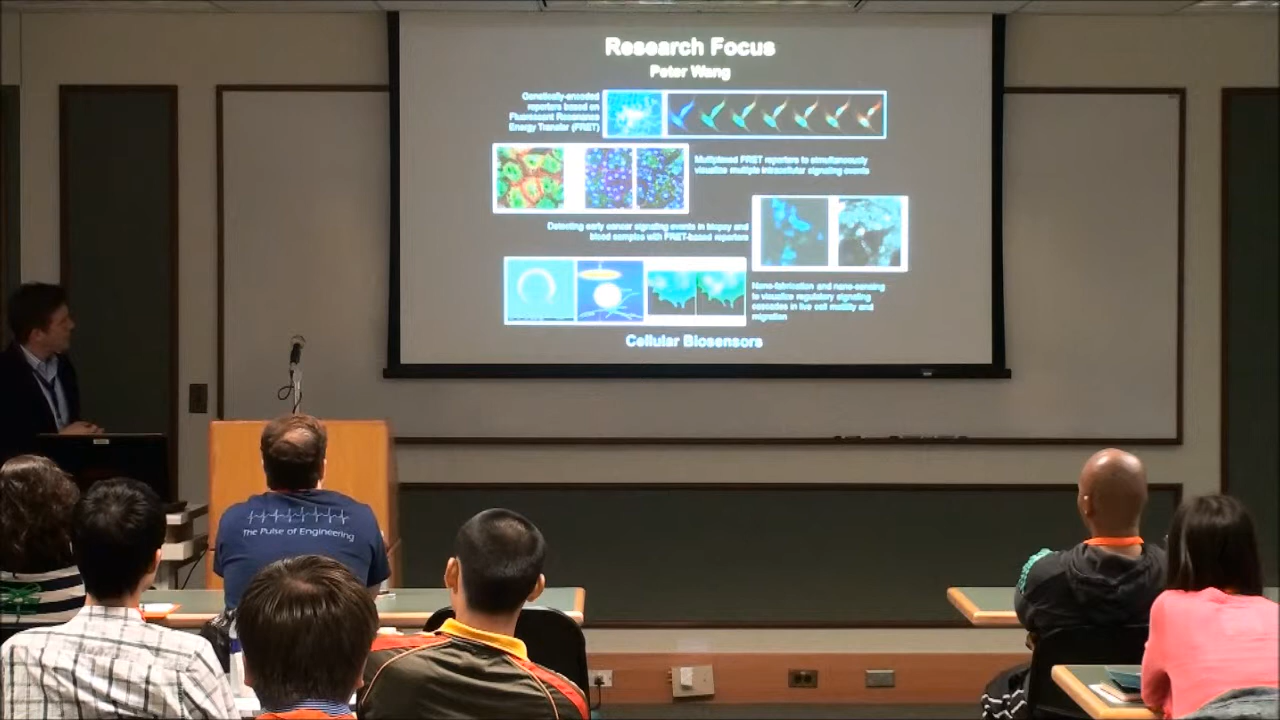 Research Focus
Peter Wang
Genetically-encoded
reporters based on
Fluorescent Resonance
Energy Transfer (FRET)
Multiplexed FRET reporters to simultaneously
visualize multiple intracellular signaling events
Detecting early cancer signaling events in biopsy and
blood samples with FRET-based reporters
Nano-fabrication and nano-sensing
to visualize regulatory signaling
cascades in live cell motility and
migration
Cellular Biosensors
The Pulse of Engineering